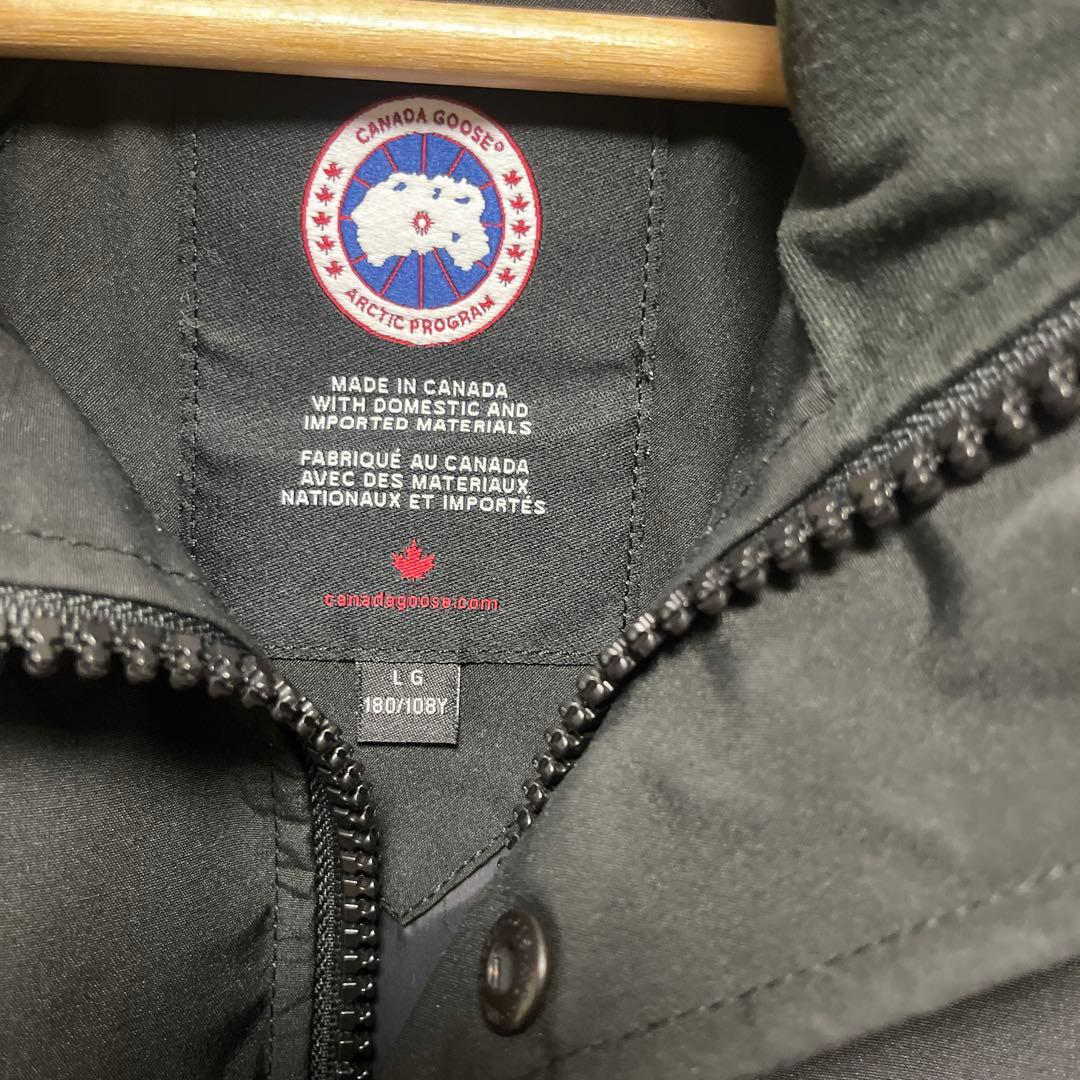 CANADA GOOSE®
ARCTIC PROGRAM
MADE IN CANADA
WITH DOMESTIC AND
IMPORTED MATERIALS
FABRIQUÉ AU CANADA
AVEC DES MATERIAUX
NATIONAUX ET IMPORTÉS
canadagoose.com
LG
180/108Y